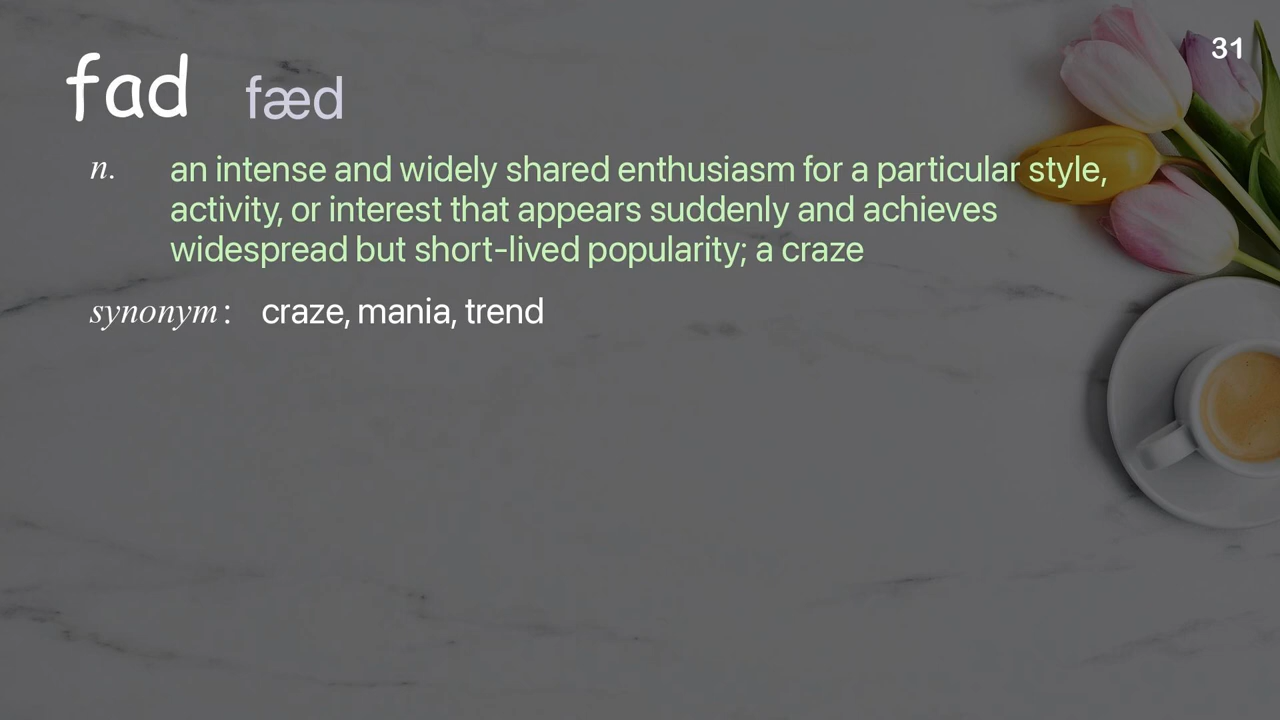 31
fad fæd
n. an intense and widely shared enthusiasm for a particular style,
activity, or interest that appears suddenly and achieves
widespread but short-lived popularity; a craze
synonym: craze, mania, trend